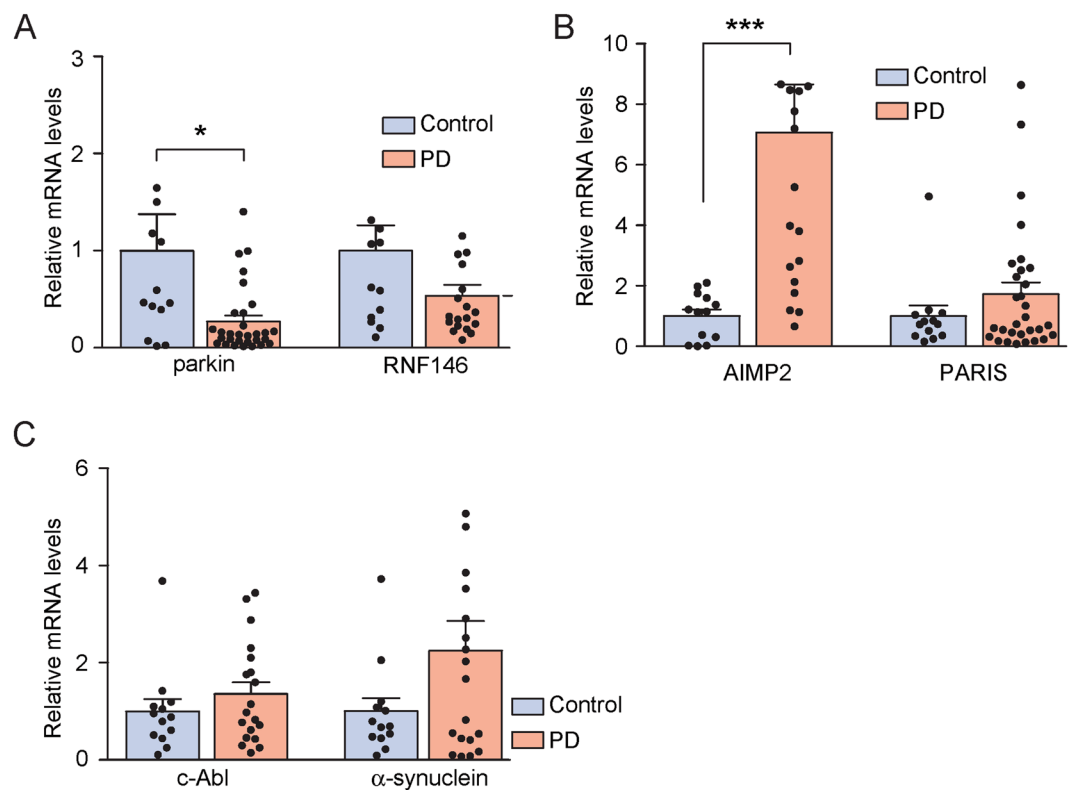 A
Relative mRNA levels
3
2
1
0
*
Control
PD
parkin
RNF146
B
Relative mRNA levels
10
8
6
4
2
0
***
Control
PD
AIMP2
PARIS
C
Relative mRNA levels
6
4
2
0
Control
PD
c-Abl
α-synuclein